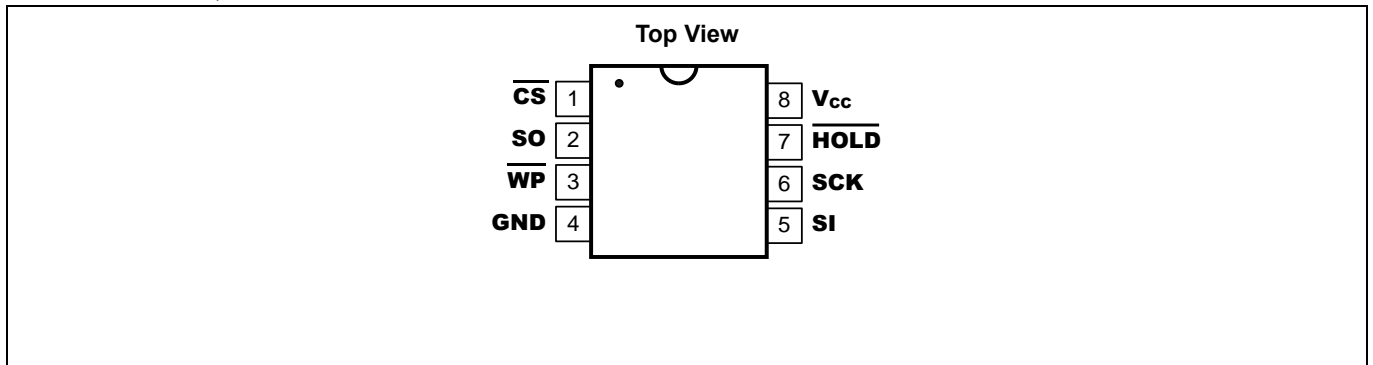 Top View
CS 1
SO 2
WP 3
GND 4
8 Vcc
7 HOLD
6 SCK
5 SI